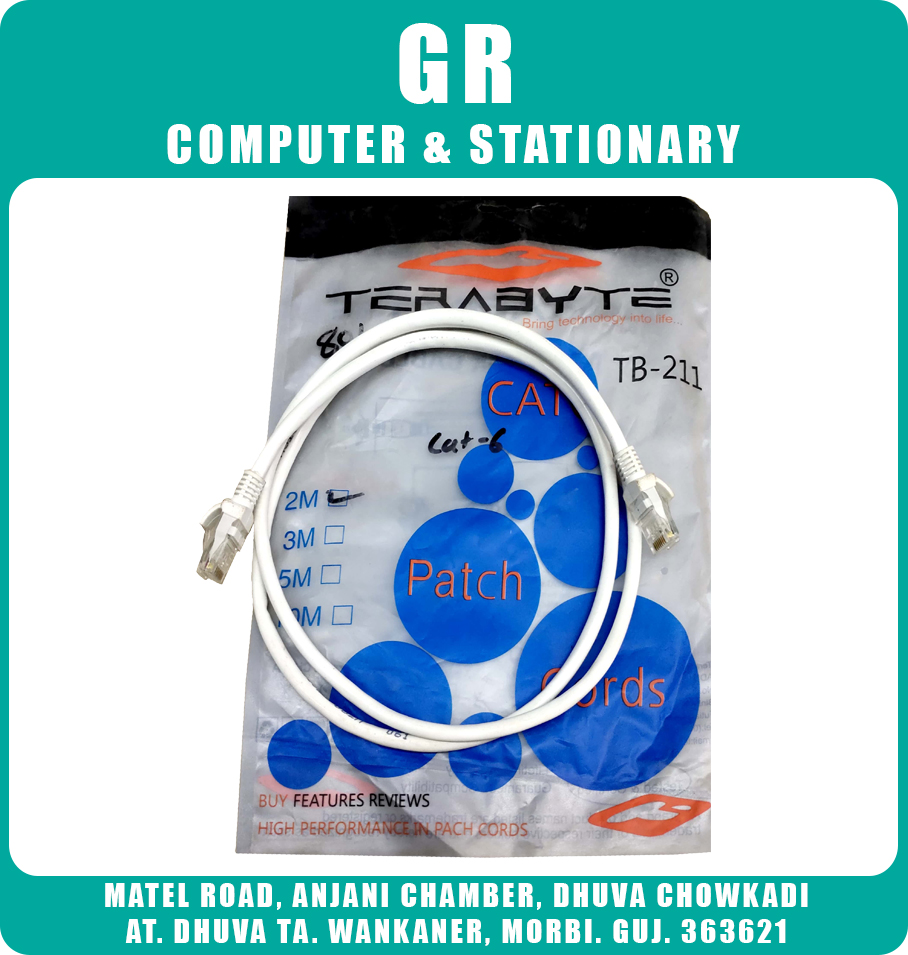 GR
COMPUTER & STATIONARY
TERABYTE®
Bring technology into life...
TB-211
CAT
Cat-6
2M
3M
5M
Patch
Cords
BUY FEATURES REVIEWS
HIGH PERFORMANCE IN PACH CORDS
MATEL ROAD, ANJANI CHAMBER, DHUVA CHOWKADI
AT. DHUVA TA. WANKANER, MORBI. GUJ. 363621